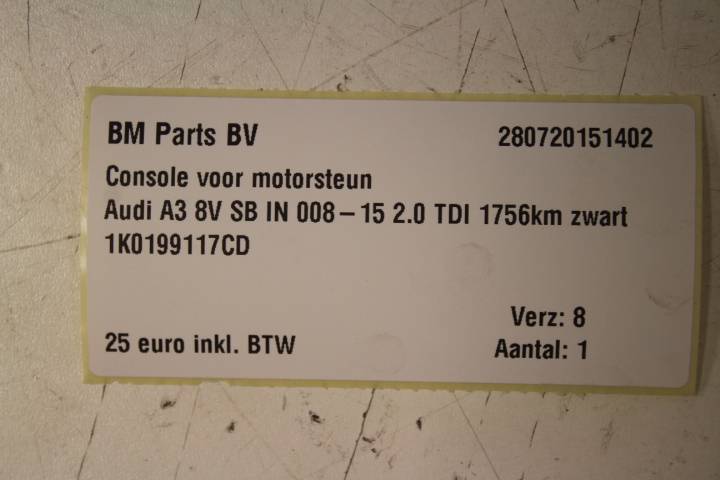 BM Parts BV 280720151402
Console voor motorsteun
Audi A3 8V SB IN 008-15 2.0 TDI 1756km zwart
1K0199117CD
Verz: 8
25 euro inkl. BTW Aantal: 1